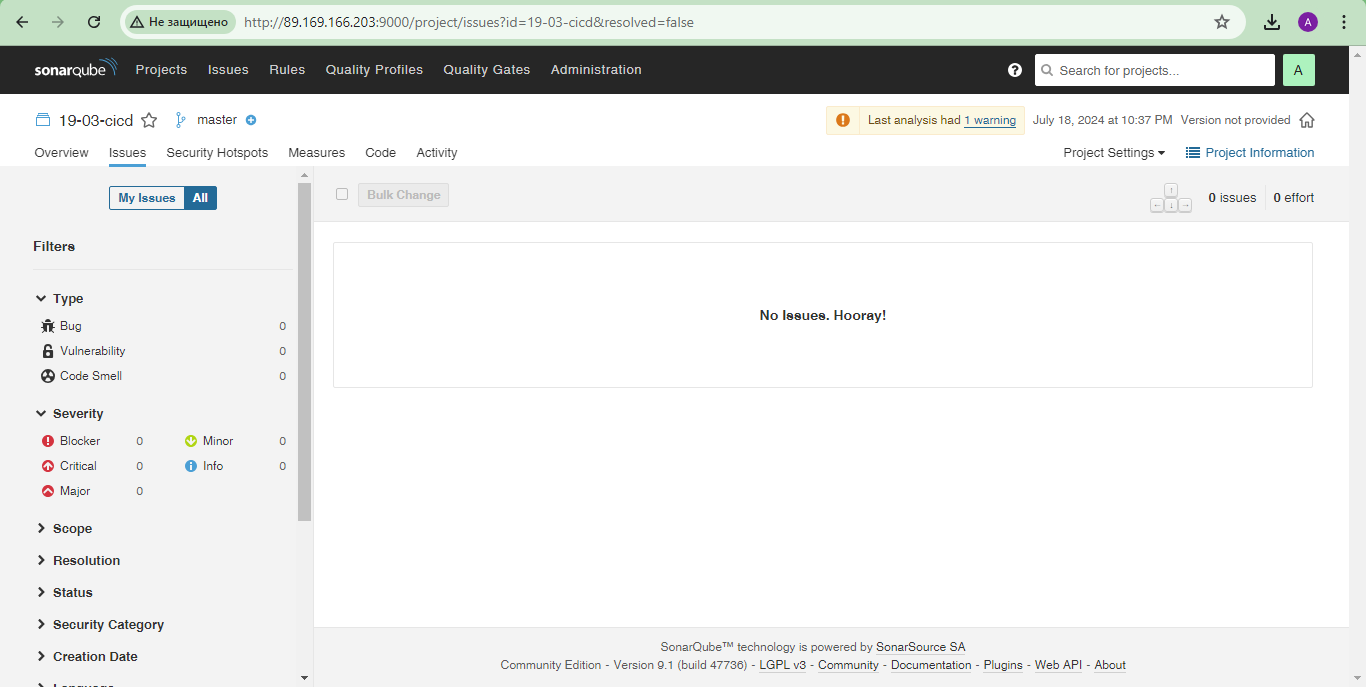 Не защищено http://89.169.166.203:9000/project/issues?id=19-03-cicd&resolved=false A
sonarqube Projects Issues Rules Quality Profiles Quality Gates Administration ? Search for projects... A
19-03-cicd master Last analysis had 1 warning July 18, 2024 at 10:37 PM Version not provided
Overview Issues Security Hotspots Measures Code Activity Project Settings Project Information
My Issues All
Bulk Change
0 issues 0 effort
Filters
Type
Bug 0
Vulnerability 0
Code Smell 0
Severity
Blocker 0 Minor 0
Critical 0 Info 0
Major 0
Scope
Resolution
Status
Security Category
Creation Date
Language
No Issues. Hooray!
SonarQube™ technology is powered by SonarSource SA
Community Edition - Version 9.1 (build 47736) - LGPL v3 - Community - Documentation - Plugins - Web API - About